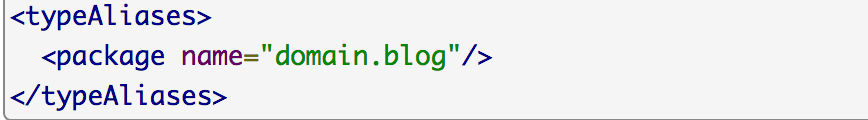 <typeAliases>
  <package name="domain.blog"/>
</typeAliases>